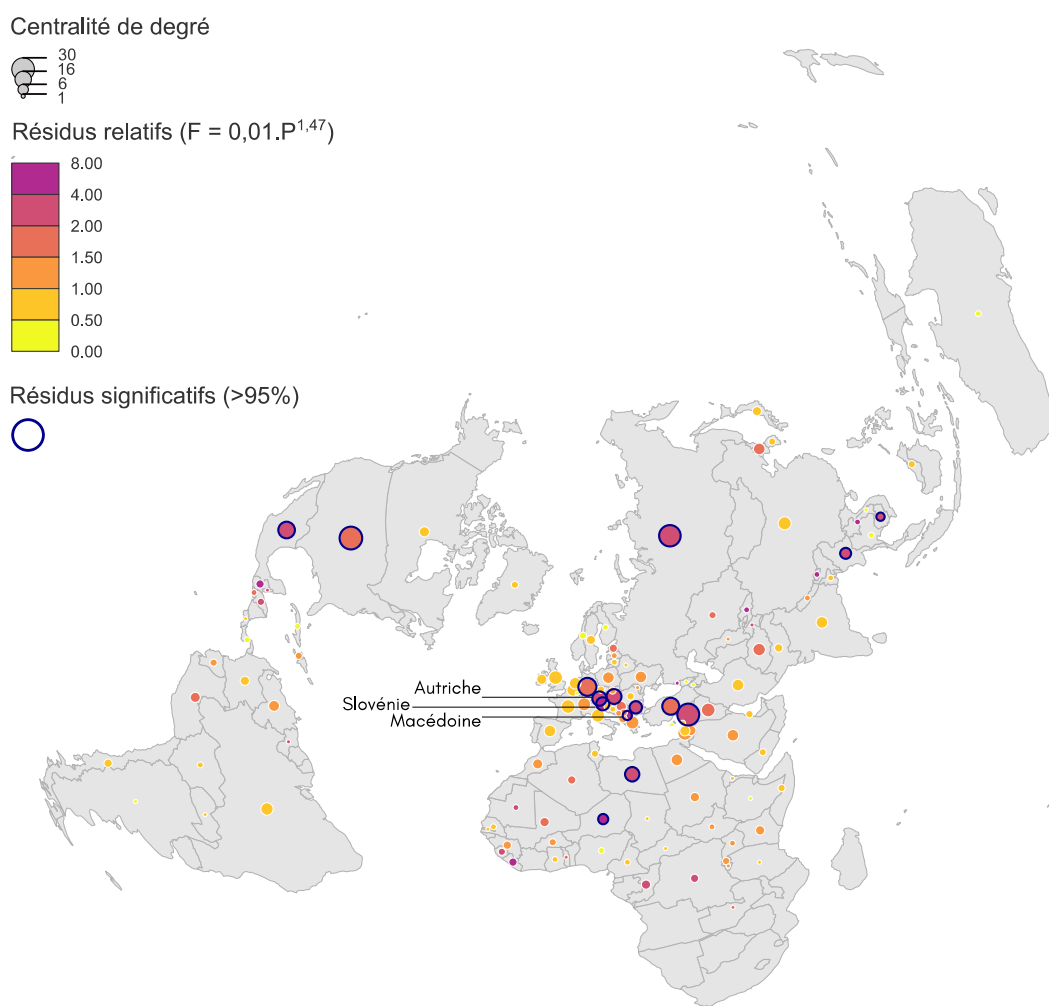 Centralité de degré
30
16
6
1
Résidus relatifs (F = 0,01.P^1,47)
8.00
4.00
2.00
1.50
1.00
0.50
0.00
Résidus significatifs (>95%)
Autriche
Slovénie
Macédoine